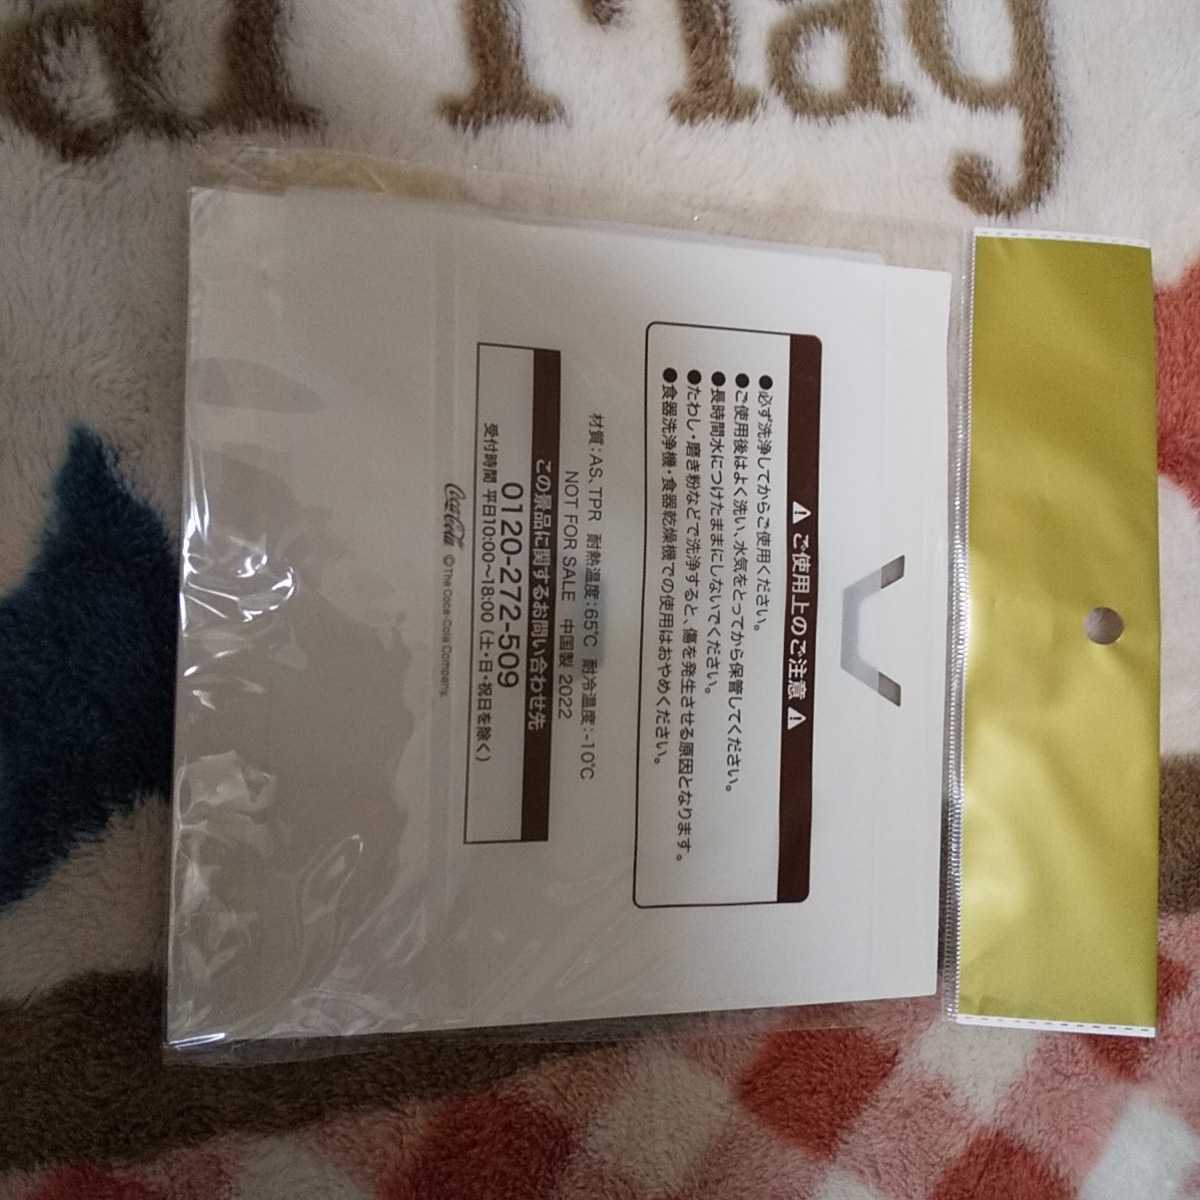 ⚠ ご使用上のご注意 ⚠
●必ず洗浄してからご使用ください。
●ご使用後はよく洗い、水気をとってから保管してください。
●長時間水につけたままにしないでください。
●たわし・磨き粉などで洗浄すると、傷を発生させる原因となります。
●食器洗浄機・食器乾燥機での使用はおやめください。
材質：AS、TPR 耐熱温度：65℃ 耐冷温度：-10℃
NOT FOR SALE 中国製 2022
この景品に関するお問い合わせ先
0120-272-509
受付時間 平日10:00～18:00（土・日・祝日を除く）
Coca-Cola © The Coca-Cola Company.